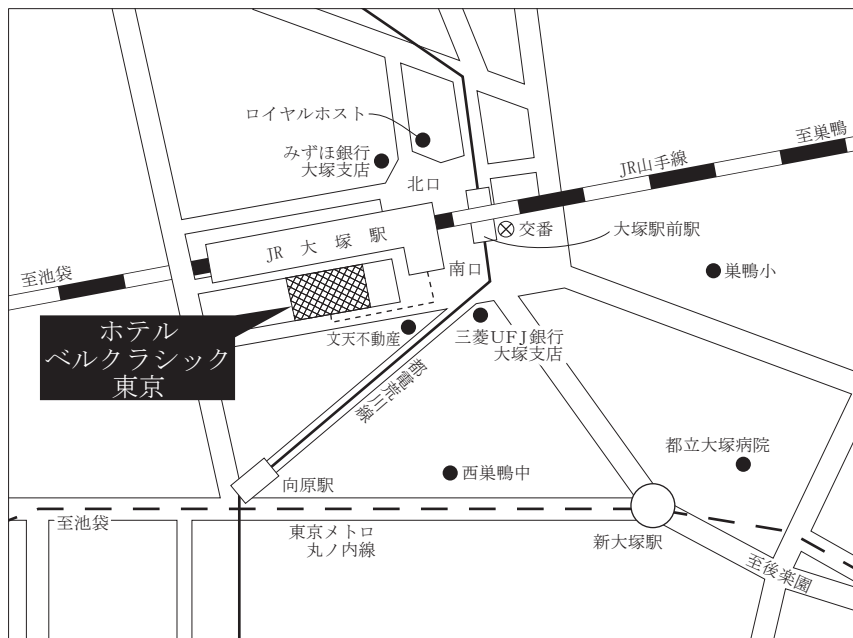 ロイヤルホスト
みずほ銀行
大塚支店
北口
至巣鴨
JR山手線
交番
大塚駅前駅
JR 大塚駅
南口
至池袋
巣鴨小
ホテル
ベルクラシック
東京
文天不動産
三菱UFJ銀行
大塚支店
都電荒川線
都立大塚病院
向原駅
西巣鴨中
至池袋
東京メトロ
丸ノ内線
新大塚駅
至後楽園